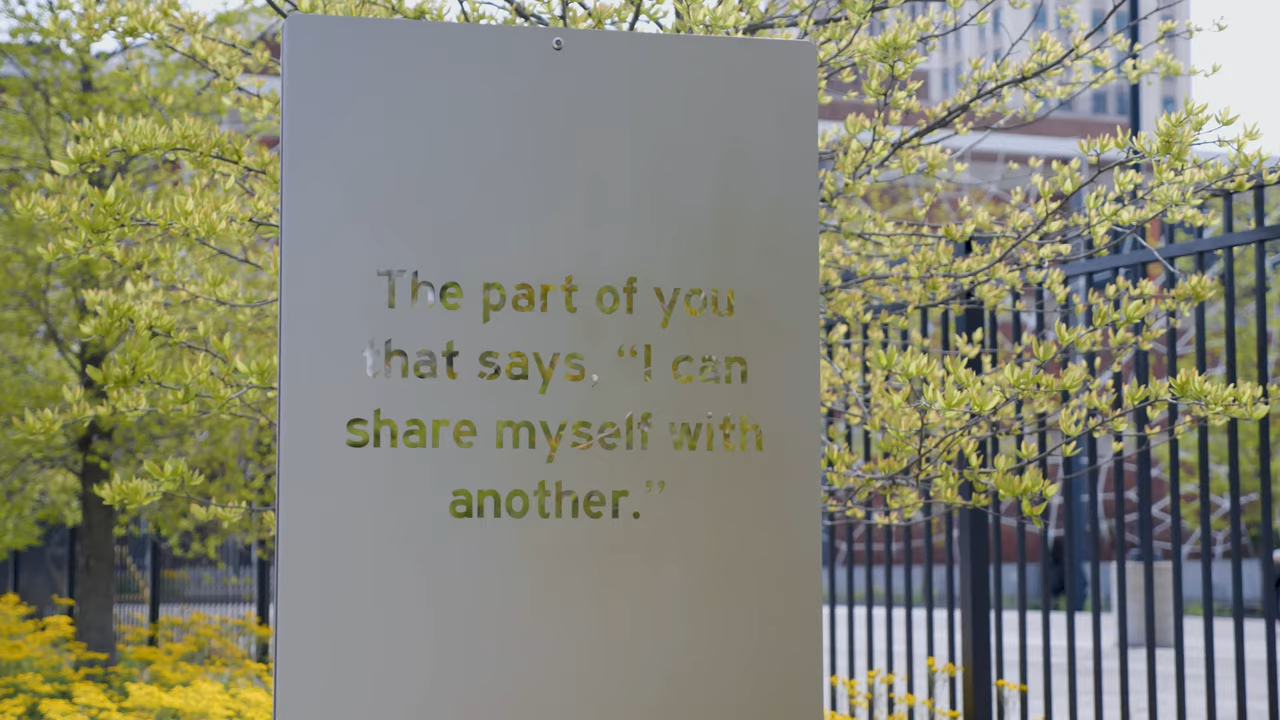 The part of you
that says, “I can
share myself with
another.”